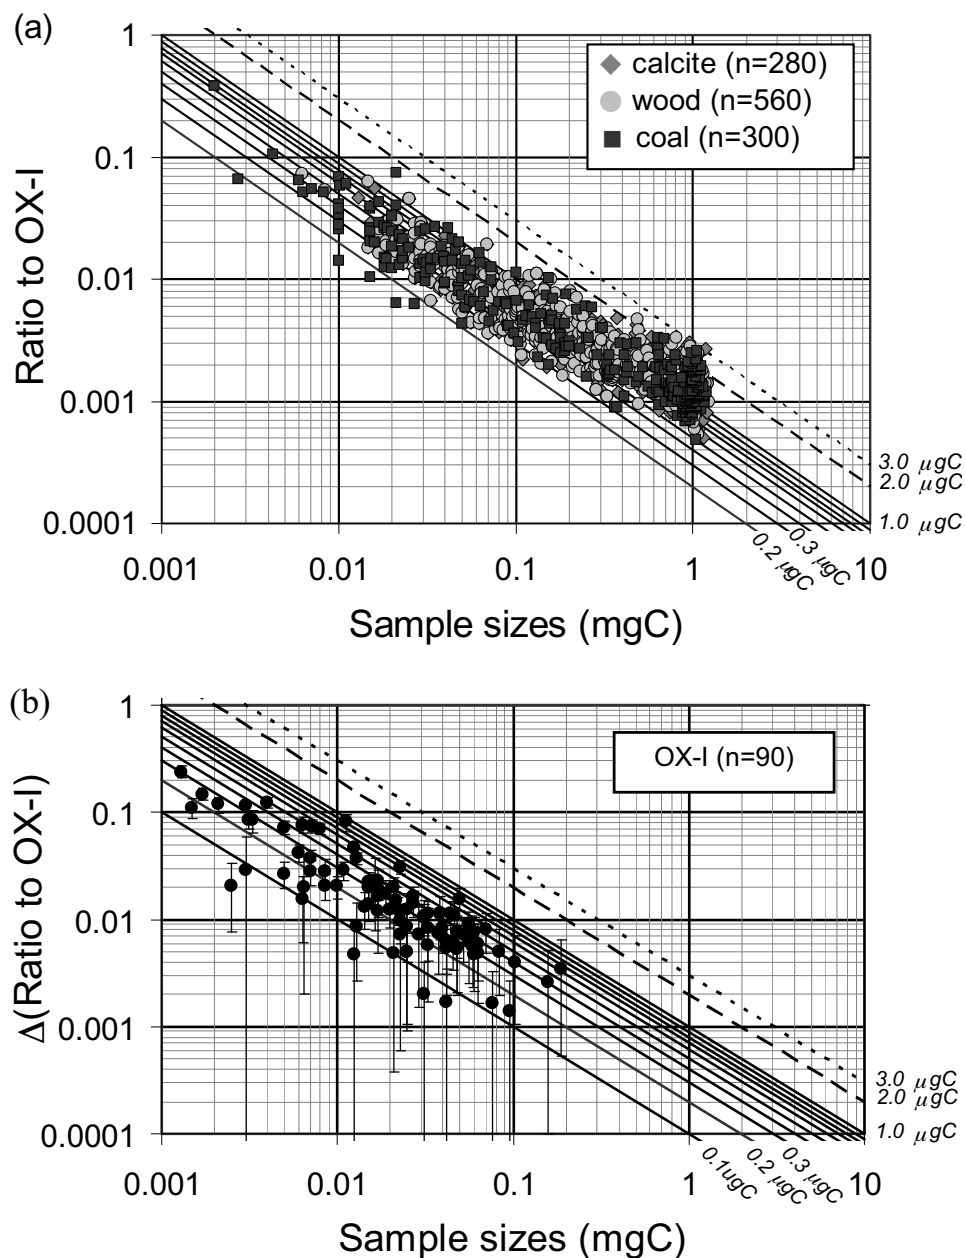 (a)
1
0.1
0.01
0.001
0.0001
Ratio to OX-I
calcite (n=280)
wood (n=560)
coal (n=300)
3.0 μgC
2.0 μgC
1.0 μgC
0.3 μgC
0.2 μgC
0.001 0.01 0.1 1 10
Sample sizes (mgC)
(b)
1
0.1
0.01
0.001
0.0001
Δ(Ratio to OX-I)
OX-I (n=90)
3.0 μgC
2.0 μgC
1.0 μgC
0.3 μgC
0.2 μgC
0.1ugC
0.001 0.01 0.1 1 10
Sample sizes (mgC)